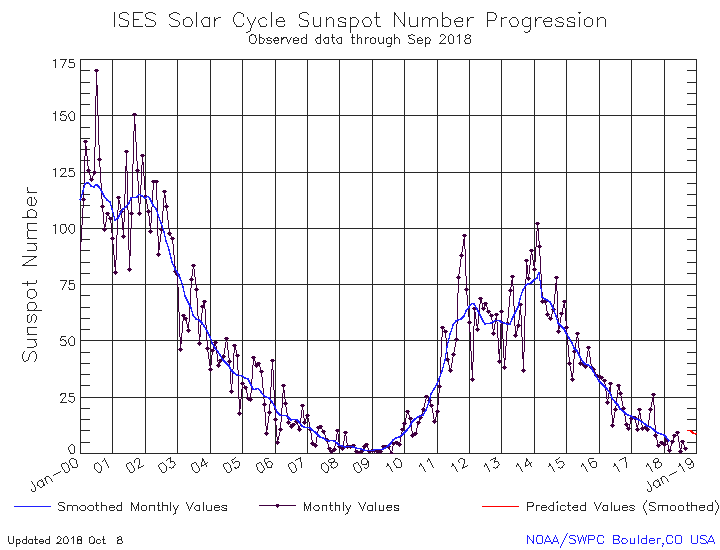 ISES Solar Cycle Sunspot Number Progression
Observed data through Sep 2018
175
150
125
100
75
50
25
0
Sunspot Number
Jan-00 01 02 03 04 05 06 07 08 09 10 11 12 13 14 15 16 17 18 Jan-19
Smoothed Monthly Values Monthly Values Predicted Values (Smoothed)
Updated 2018 Oct 8 NOAA/SWPC Boulder,CO USA